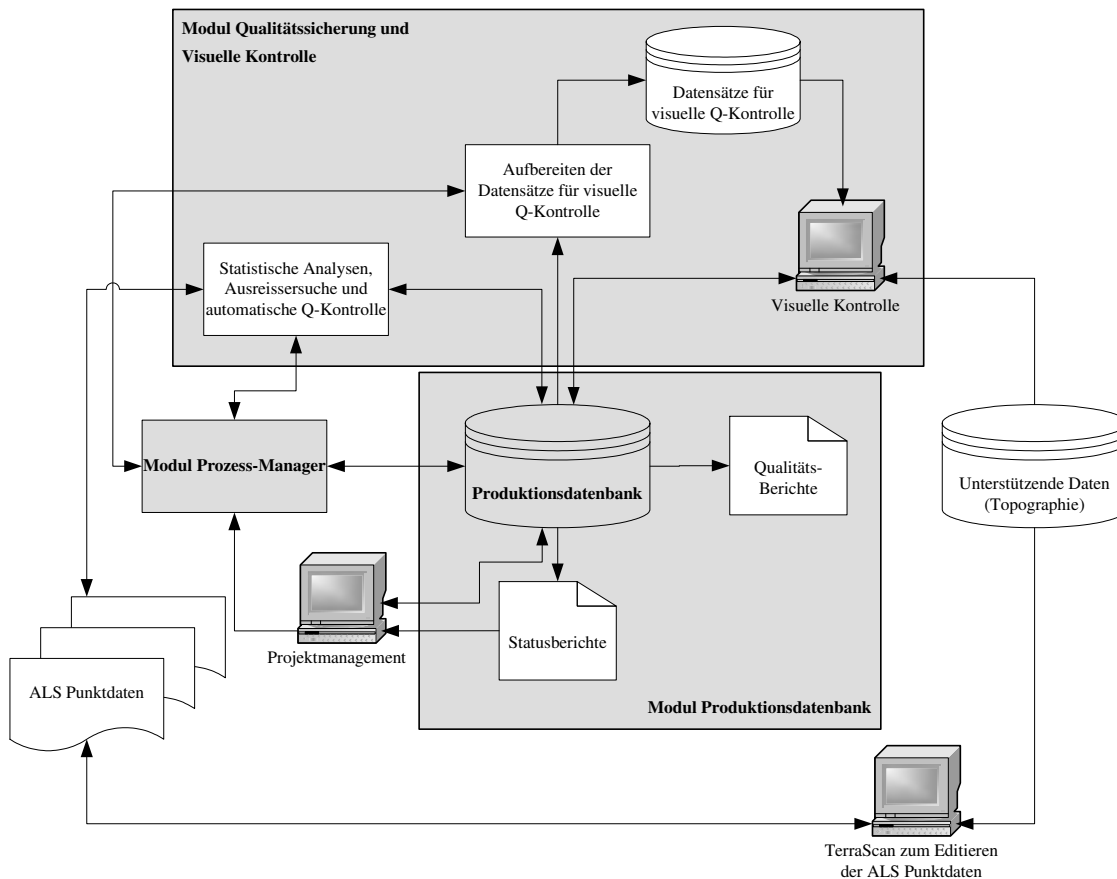 Modul Qualitätssicherung und
Visuelle Kontrolle
Datensätze für
visuelle Q-Kontrolle
Aufbereiten der
Datensätze für visuelle
Q-Kontrolle
Statistische Analysen,
Ausreissersuche und
automatische Q-Kontrolle
Visuelle Kontrolle
Modul Prozess-Manager
Produktionsdatenbank
Qualitäts-
Berichte
Unterstützende Daten
(Topographie)
Projektmanagement
Statusberichte
ALS Punktdaten
Modul Produktionsdatenbank
TerraScan zum Editieren
der ALS Punktdaten